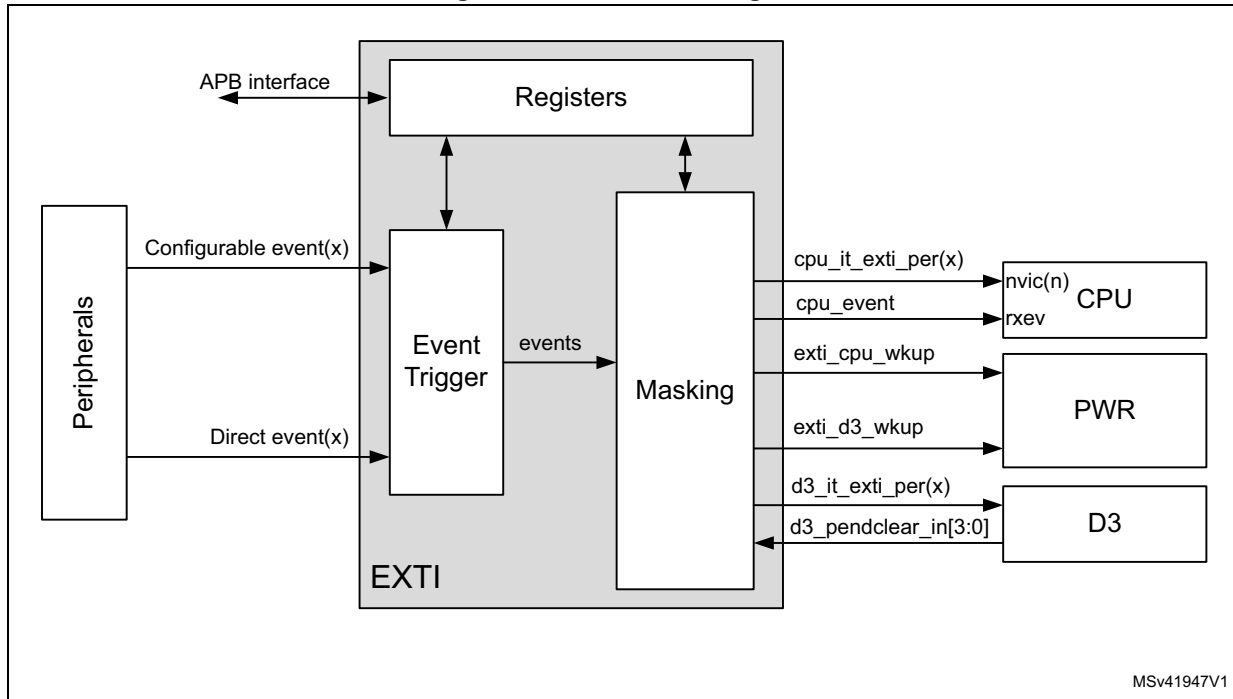 APB interface
Registers
Peripherals
Configurable event(x)
Direct event(x)
Event
Trigger
events
Masking
EXTI
cpu_it_exti_per(x)
nvic(n)
CPU
cpu_event
rxev
exti_cpu_wkup
PWR
exti_d3_wkup
d3_it_exti_per(x)
D3
d3_pendclear_in[3:0]
MSv41947V1